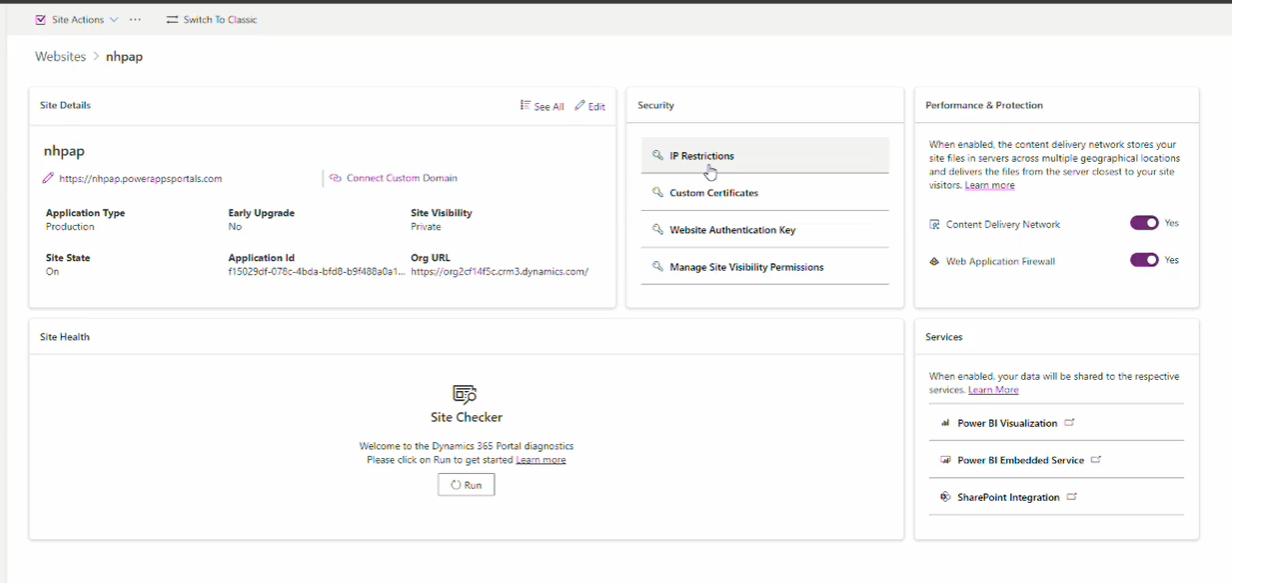 Site Actions
Switch To Classic
Websites > nhpap
Site Details
See All
Edit
nhpap
https://nhpap.powerappsportals.com
Connect Custom Domain
Application Type
Early Upgrade
Site Visibility
Production
No
Private
Site State
Application Id
Org URL
On
f15029df-078c-4bda-bfd8-b9f488a0a1...
https://org2cf14f5c.crm3.dynamics.com/
Security
IP Restrictions
Custom Certificates
Website Authentication Key
Manage Site Visibility Permissions
Performance & Protection
When enabled, the content delivery network stores your
site files in servers across multiple geographical locations
and delivers the files from the server closest to your site
visitors. Learn more
Content Delivery Network
Yes
Web Application Firewall
Yes
Site Health
Site Checker
Welcome to the Dynamics 365 Portal diagnostics
Please click on Run to get started Learn more
Run
Services
When enabled, your data will be shared to the respective
services. Learn More
Power BI Visualization
Power BI Embedded Service
SharePoint Integration